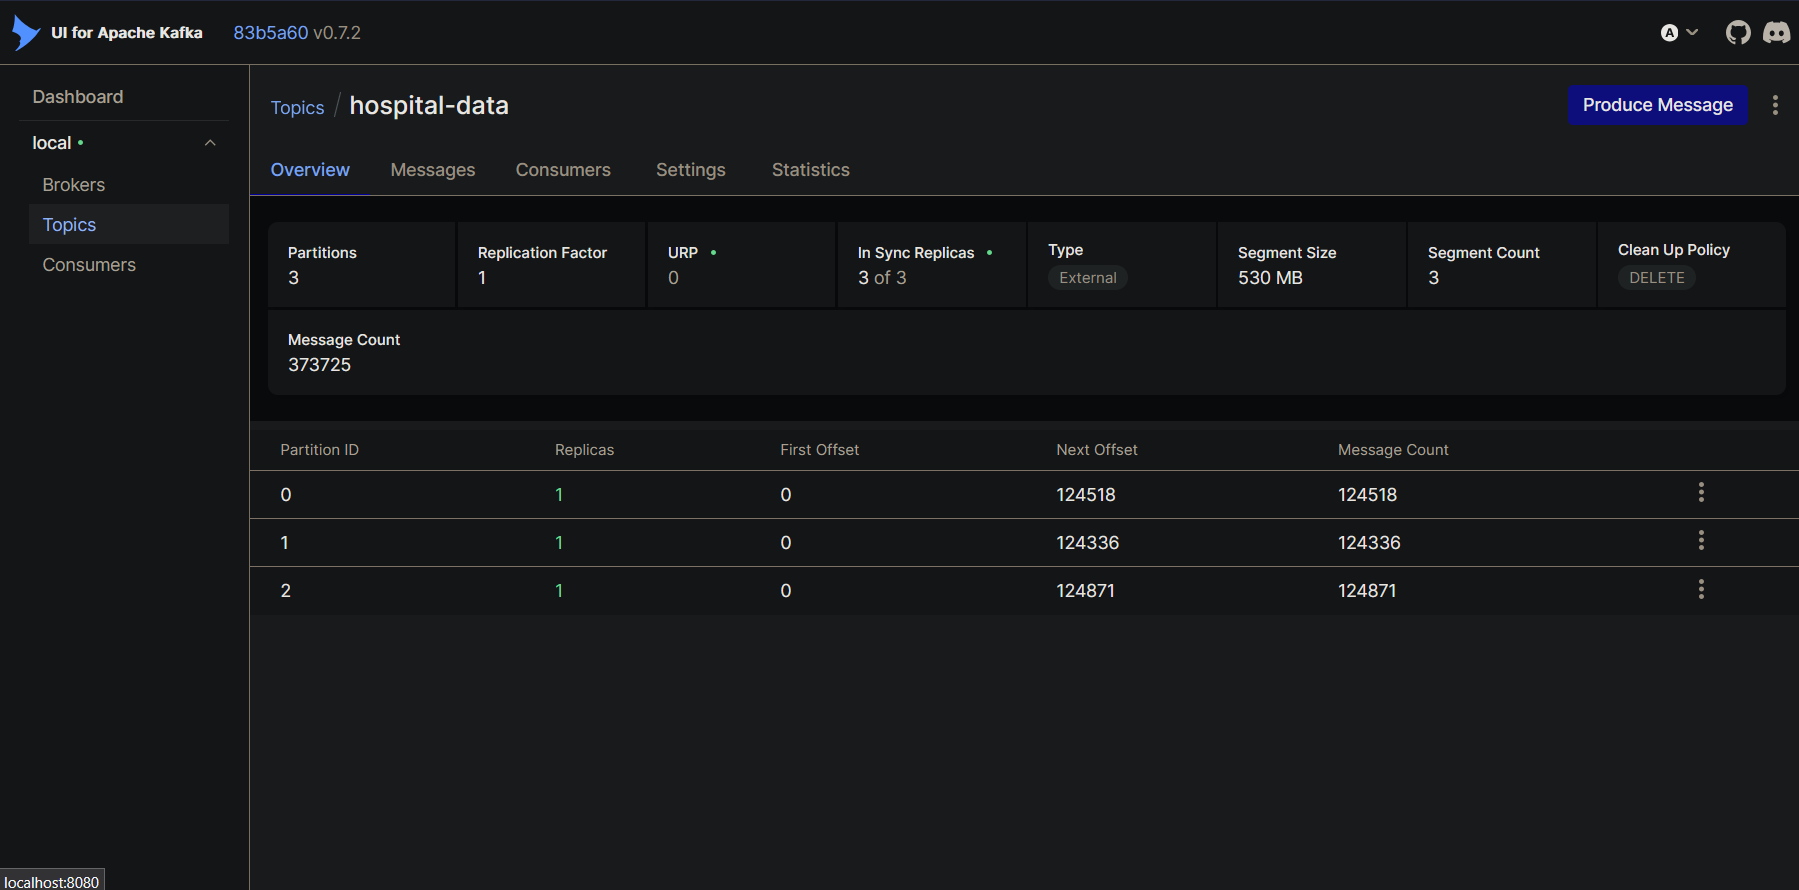 UI for Apache Kafka 83b5a60 v0.7.2 A
Dashboard
local
Brokers
Topics
Consumers
Topics / hospital-data
Produce Message
Overview Messages Consumers Settings Statistics
Partitions
3
Replication Factor
1
URP
0
In Sync Replicas
3 of 3
Type
External
Segment Size
530 MB
Segment Count
3
Clean Up Policy
DELETE
Message Count
373725
Partition ID Replicas First Offset Next Offset Message Count
0 1 0 124518 124518
1 1 0 124336 124336
2 1 0 124871 124871
localhost:8080